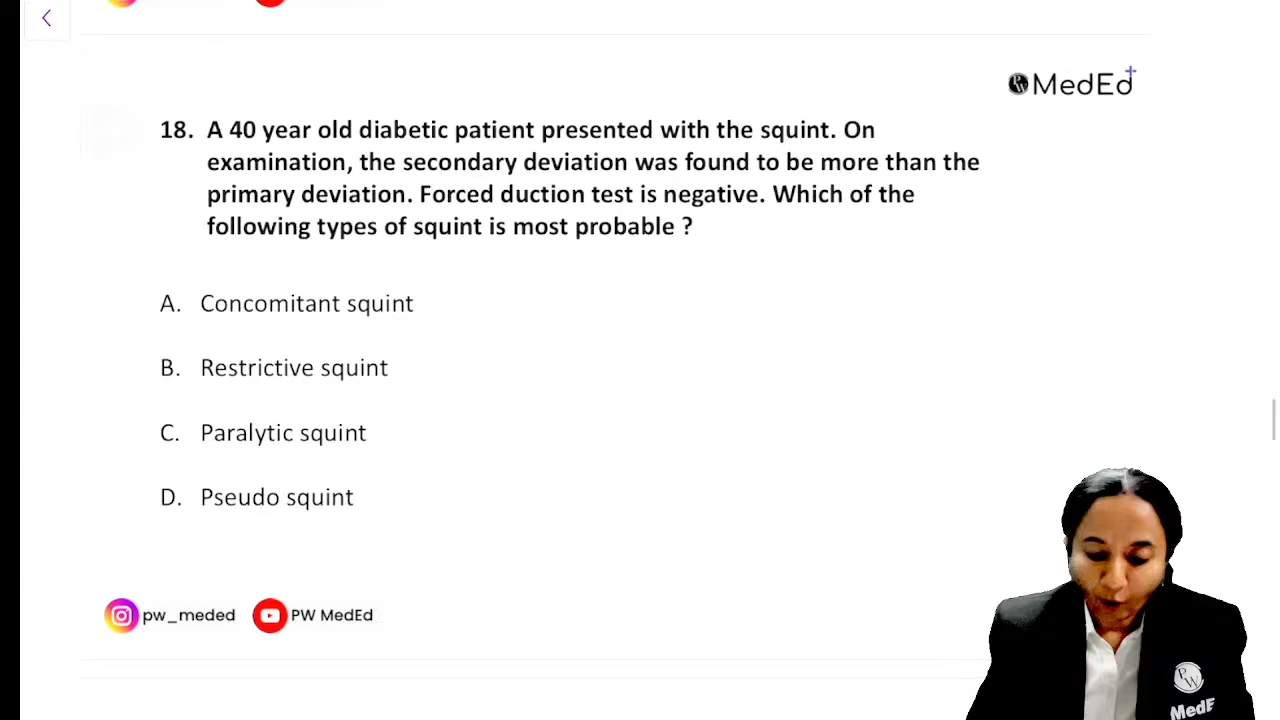 MedEd
18. A 40 year old diabetic patient presented with the squint. On
examination, the secondary deviation was found to be more than the
primary deviation. Forced duction test is negative. Which of the
following types of squint is most probable ?
A. Concomitant squint
B. Restrictive squint
C. Paralytic squint
D. Pseudo squint
pw_meded PW MedEd
PW
MedE